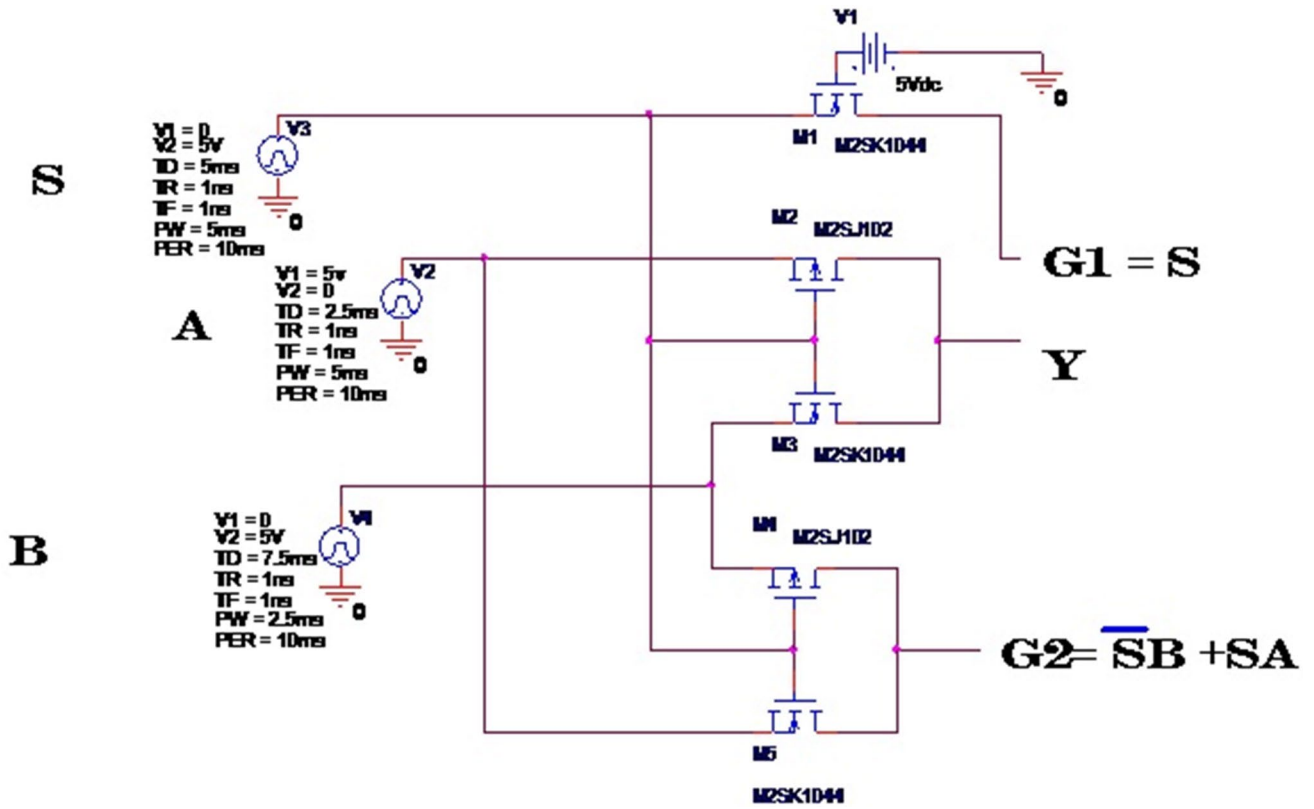 V1
5Vdc
0
M1
M2SK1044
S
V3
V1 = 0
V2 = 5V
TD = 5ms
TR = 1ns
TF = 1ns
PW = 5ms
PER = 10ms
0
M2
M2SJ102
G1 = S
A
V2
V1 = 5v
V2 = 0
TD = 2.5ms
TR = 1ns
TF = 1ns
PW = 5ms
PER = 10ms
0
Y
M3
M2SK1044
B
V4
V1 = 0
V2 = 5V
TD = 7.5ms
TR = 1ns
TF = 1ns
PW = 2.5ms
PER = 10ms
0
M4
M2SJ102
G2= S̅B +SA
M5
M2SK1044